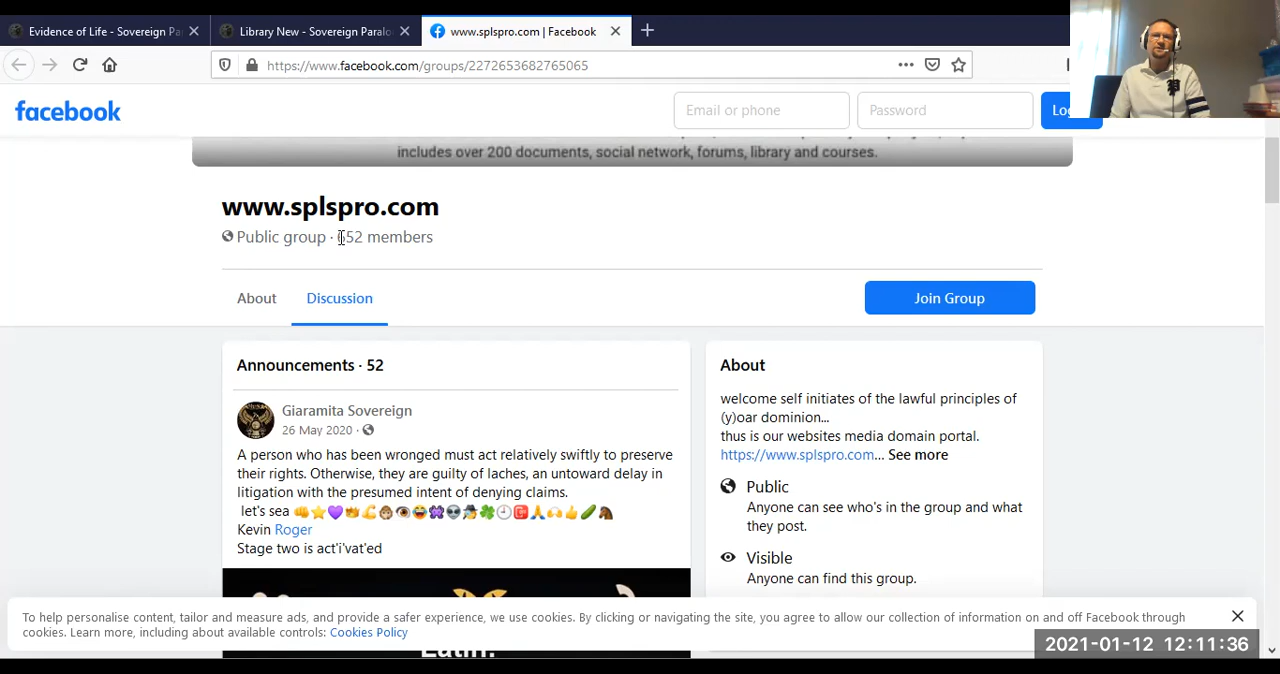 Evidence of Life - Sovereign Pa
Library New - Sovereign Paralo
www.splspro.com | Facebook
https://www.facebook.com/groups/2272653682765065
facebook
Email or phone
Password
includes over 200 documents, social network, forums, library and courses.
www.splspro.com
Public group · 52 members
About
Discussion
Join Group
Announcements · 52
Giaramita Sovereign
26 May 2020 ·
A person who has been wronged must act relatively swiftly to preserve
their rights. Otherwise, they are guilty of laches, an untoward delay in
litigation with the presumed intent of denying claims.
let's sea 👊⭐💜👑💪👁😂👽🍀🕘🙏👍🥒🐴
Kevin Roger
Stage two is act'i'vat'ed
About
welcome self initiates of the lawful principles of
(y)oar dominion...
thus is our websites media domain portal.
https://www.splspro.com... See more
Public
Anyone can see who's in the group and what
they post.
Visible
Anyone can find this group.
To help personalise content, tailor and measure ads, and provide a safer experience, we use cookies. By clicking or navigating the site, you agree to allow our collection of information on and off Facebook through
cookies. Learn more, including about available controls: Cookies Policy
2021-01-12 12:11:36